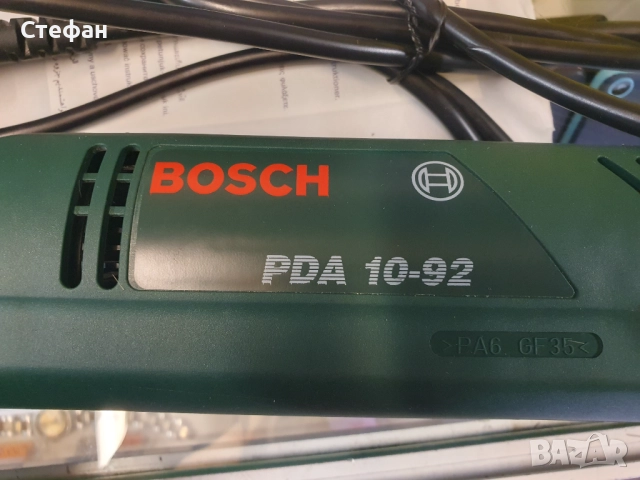 Стефан
BOSCH
PDA 10-92
>PA6. GF35<
BAZAR